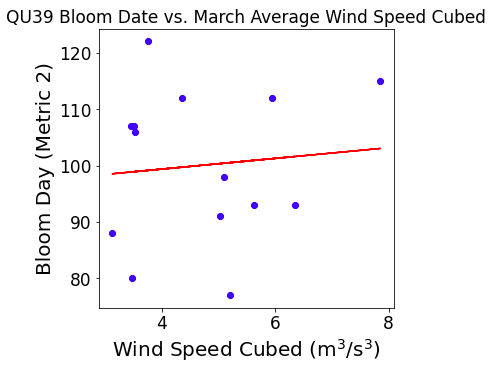 QU39 Bloom Date vs. March Average Wind Speed Cubed
Bloom Day (Metric 2)
120
110
100
90
80
4 6 8
Wind Speed Cubed (m³/s³)